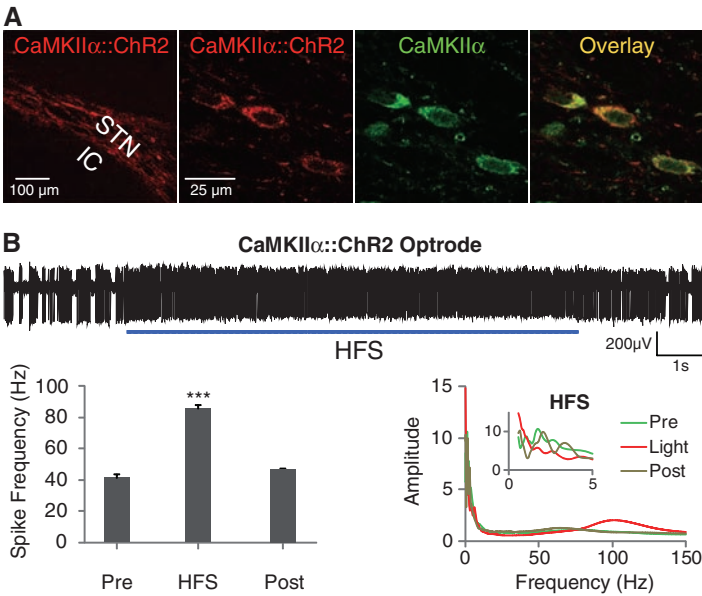 A
CaMKIIα::ChR2
CaMKIIα::ChR2
CaMKIIα
Overlay
STN
IC
100 µm
25 µm
B
CaMKIIα::ChR2 Optrode
HFS
200µV
1s
Spike Frequency (Hz)
100
80
60
40
20
0
***
Pre
HFS
Post
Amplitude
15
10
5
0
HFS
10
0
0
5
Pre
Light
Post
0
50
100
150
Frequency (Hz)